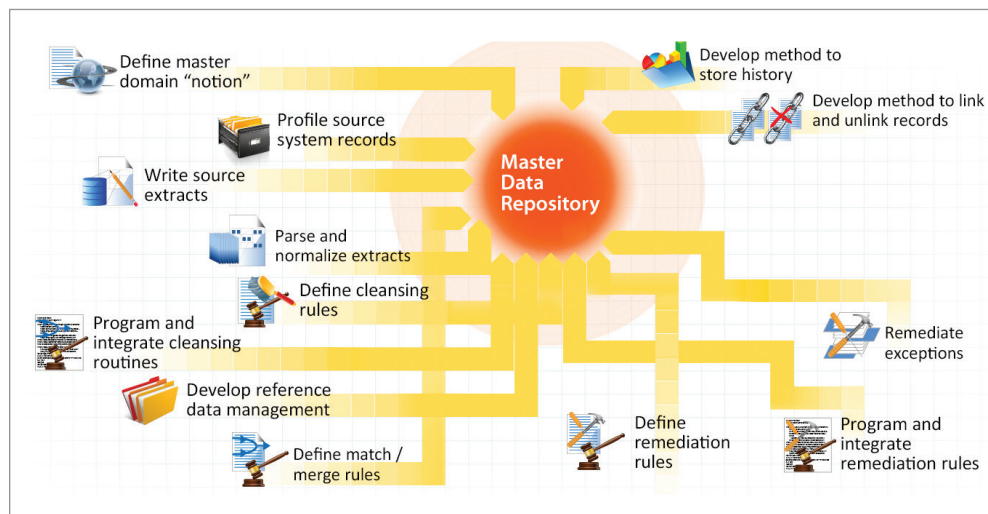 Define master
domain “notion”
Profile source
system records
Write source
extracts
Parse and
normalize extracts
Define cleansing
rules
Program and
integrate cleansing
routines
Develop reference
data management
Define match /
merge rules
Master
Data
Repository
Develop method to
store history
Develop method to link
and unlink records
Remediate
exceptions
Define
remediation
rules
Program and
integrate
remediation rules